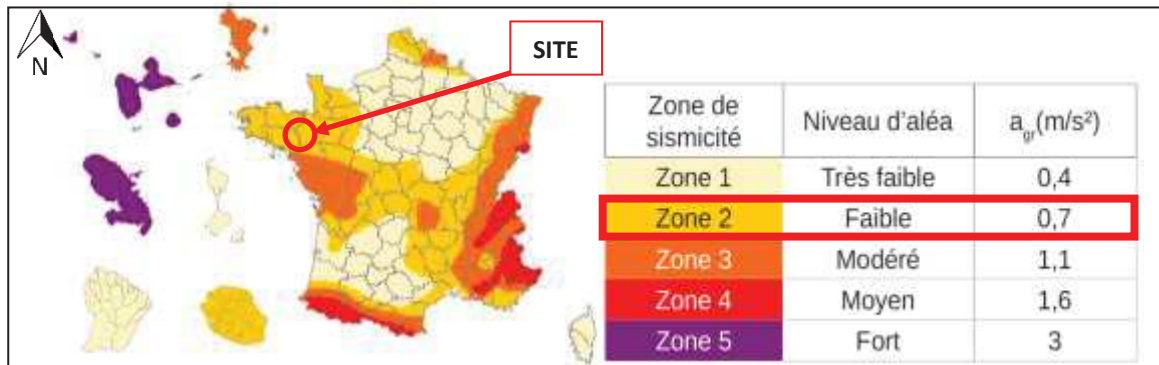 N
SITE
Zone de sismicité Niveau d'aléa a_gr(m/s²)
Zone 1 Très faible 0,4
Zone 2 Faible 0,7
Zone 3 Modéré 1,1
Zone 4 Moyen 1,6
Zone 5 Fort 3